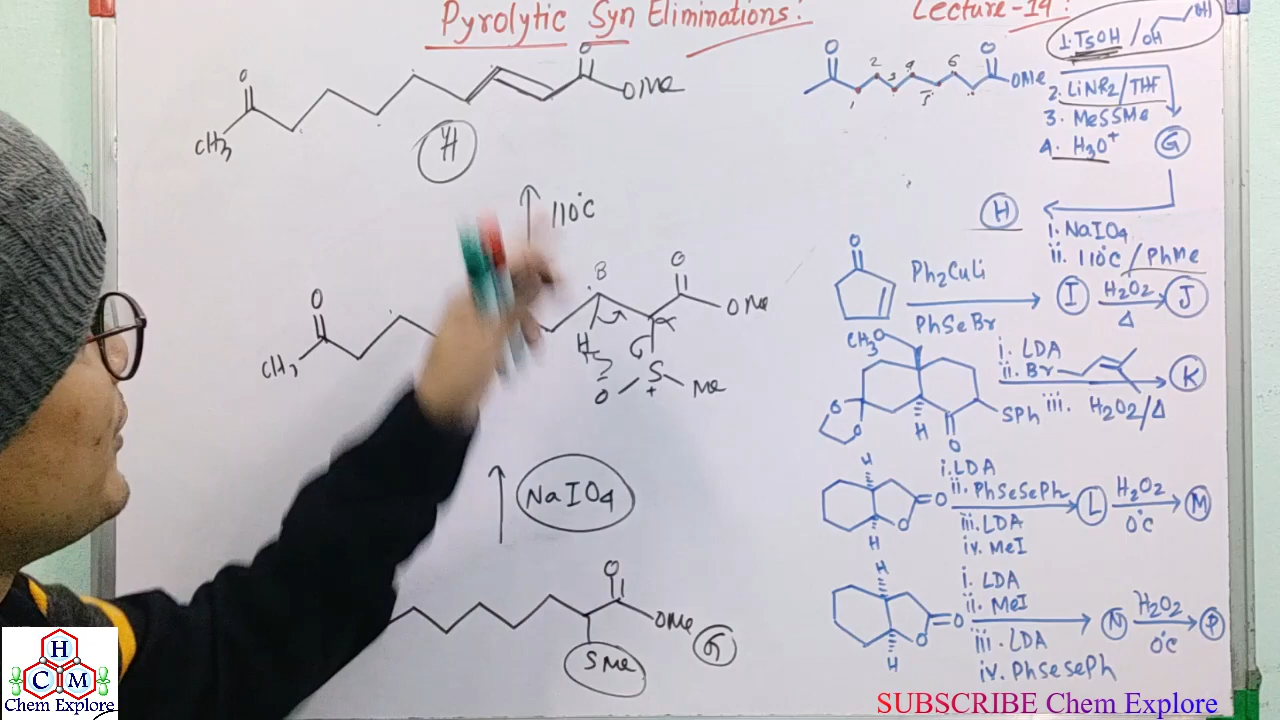 Pyrolytic Syn Eliminations:
Lecture-19:
O
CH3
O
OMe
H
110°C
O
CH3
β
H
O
OMe
α
S
+
Me
O
NaIO4
O
OMe
SMe
G
O
1 2 3 4 5 6
O
OMe
1. TsOH / OH
OH
2. LiNR2/THF
3. MeSSMe
4. H3O+
G
H
i. NaIO4
ii. 110°C / PhMe
O
Ph2CuLi
PhSeBr
I
H2O2
Δ
J
CH3O
O
O
H
O
SPh
i. LDA
ii. Br
iii. H2O2/Δ
K
H
O
O
H
i. LDA
ii. PhSeSePh
iii. LDA
iv. MeI
L
H2O2
0°C
M
H
O
O
H
i. LDA
ii. MeI
iii. LDA
iv. PhSeSePh
N
H2O2
0°C
P
H
C M
Chem Explore
SUBSCRIBE Chem Explore